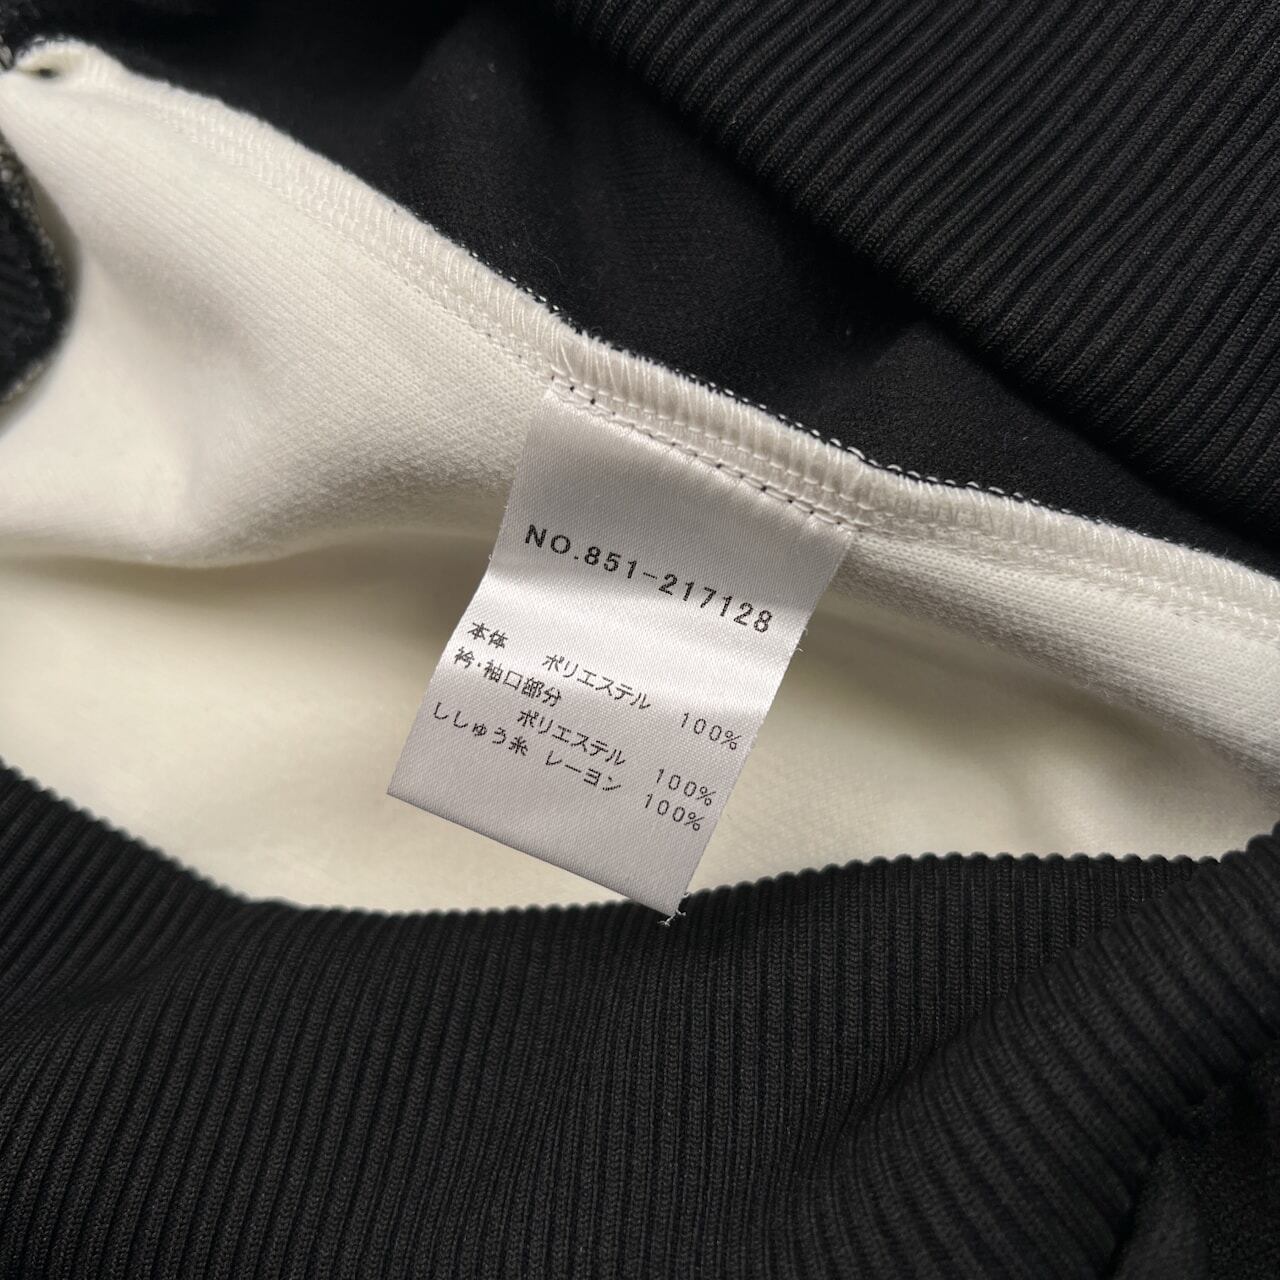 NO.851-217128
本体 ポリエステル 100%
衿・袖口部分
ポリエステル 100%
ししゅう糸 レーヨン 100%